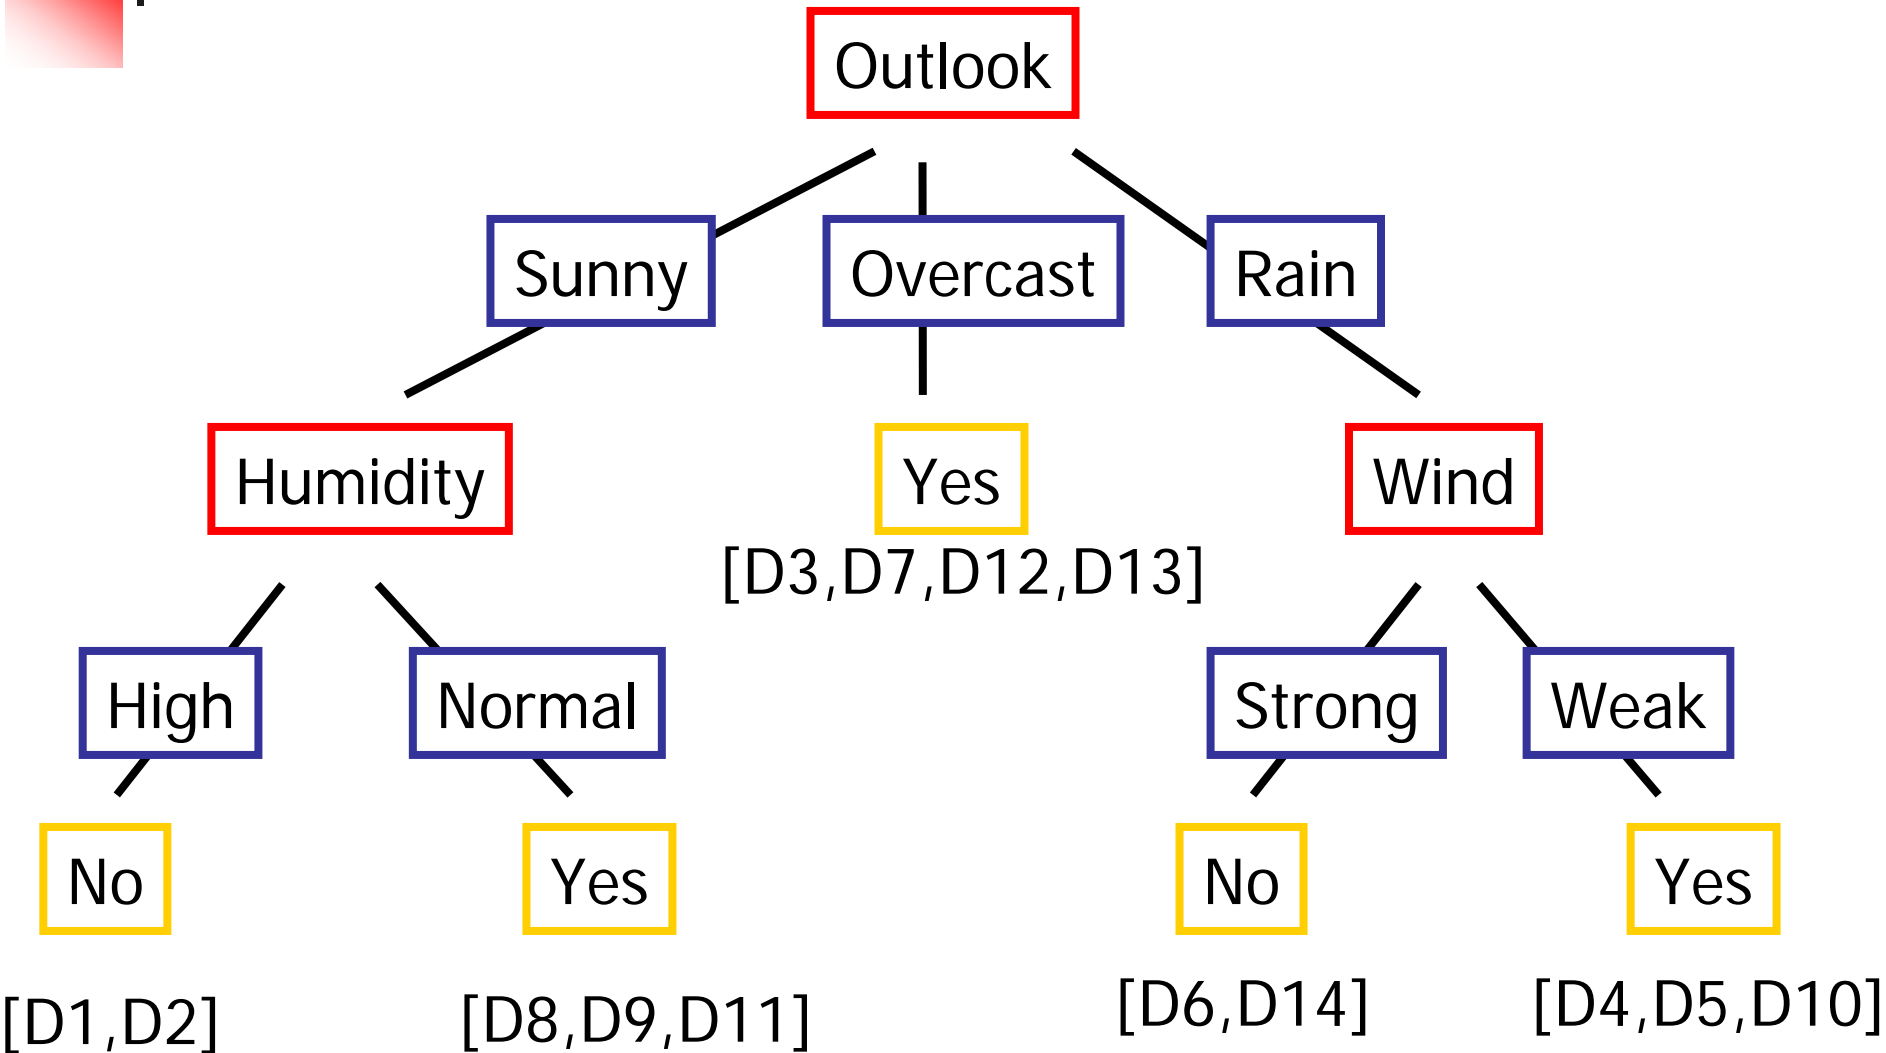 Outlook
Sunny Overcast Rain
Humidity Yes Wind
[D3,D7,D12,D13]
High Normal Strong Weak
No Yes No Yes
[D1,D2] [D8,D9,D11] [D6,D14] [D4,D5,D10]